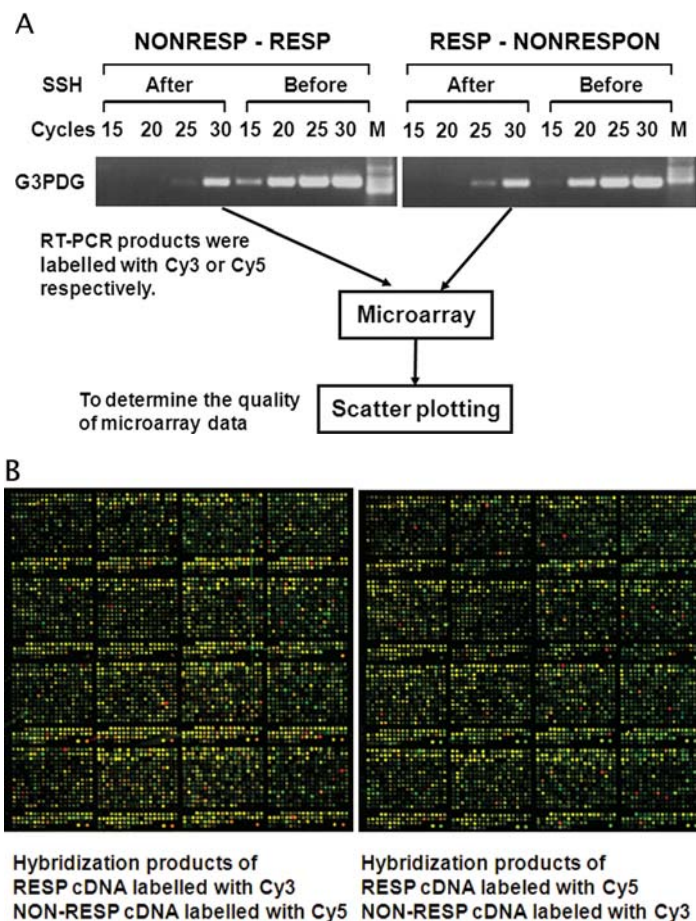 A
NONRESP - RESP
RESP - NONRESPON
SSH After Before After Before
Cycles 15 20 25 30 15 20 25 30 M 15 20 25 30 15 20 25 30 M
G3PDG
RT-PCR products were
labelled with Cy3 or Cy5
respectively.
Microarray
To determine the quality
of microarray data
Scatter plotting
B
Hybridization products of
RESP cDNA labelled with Cy3
NON-RESP cDNA labelled with Cy5
Hybridization products of
RESP cDNA labeled with Cy5
NON-RESP cDNA labeled with Cy3